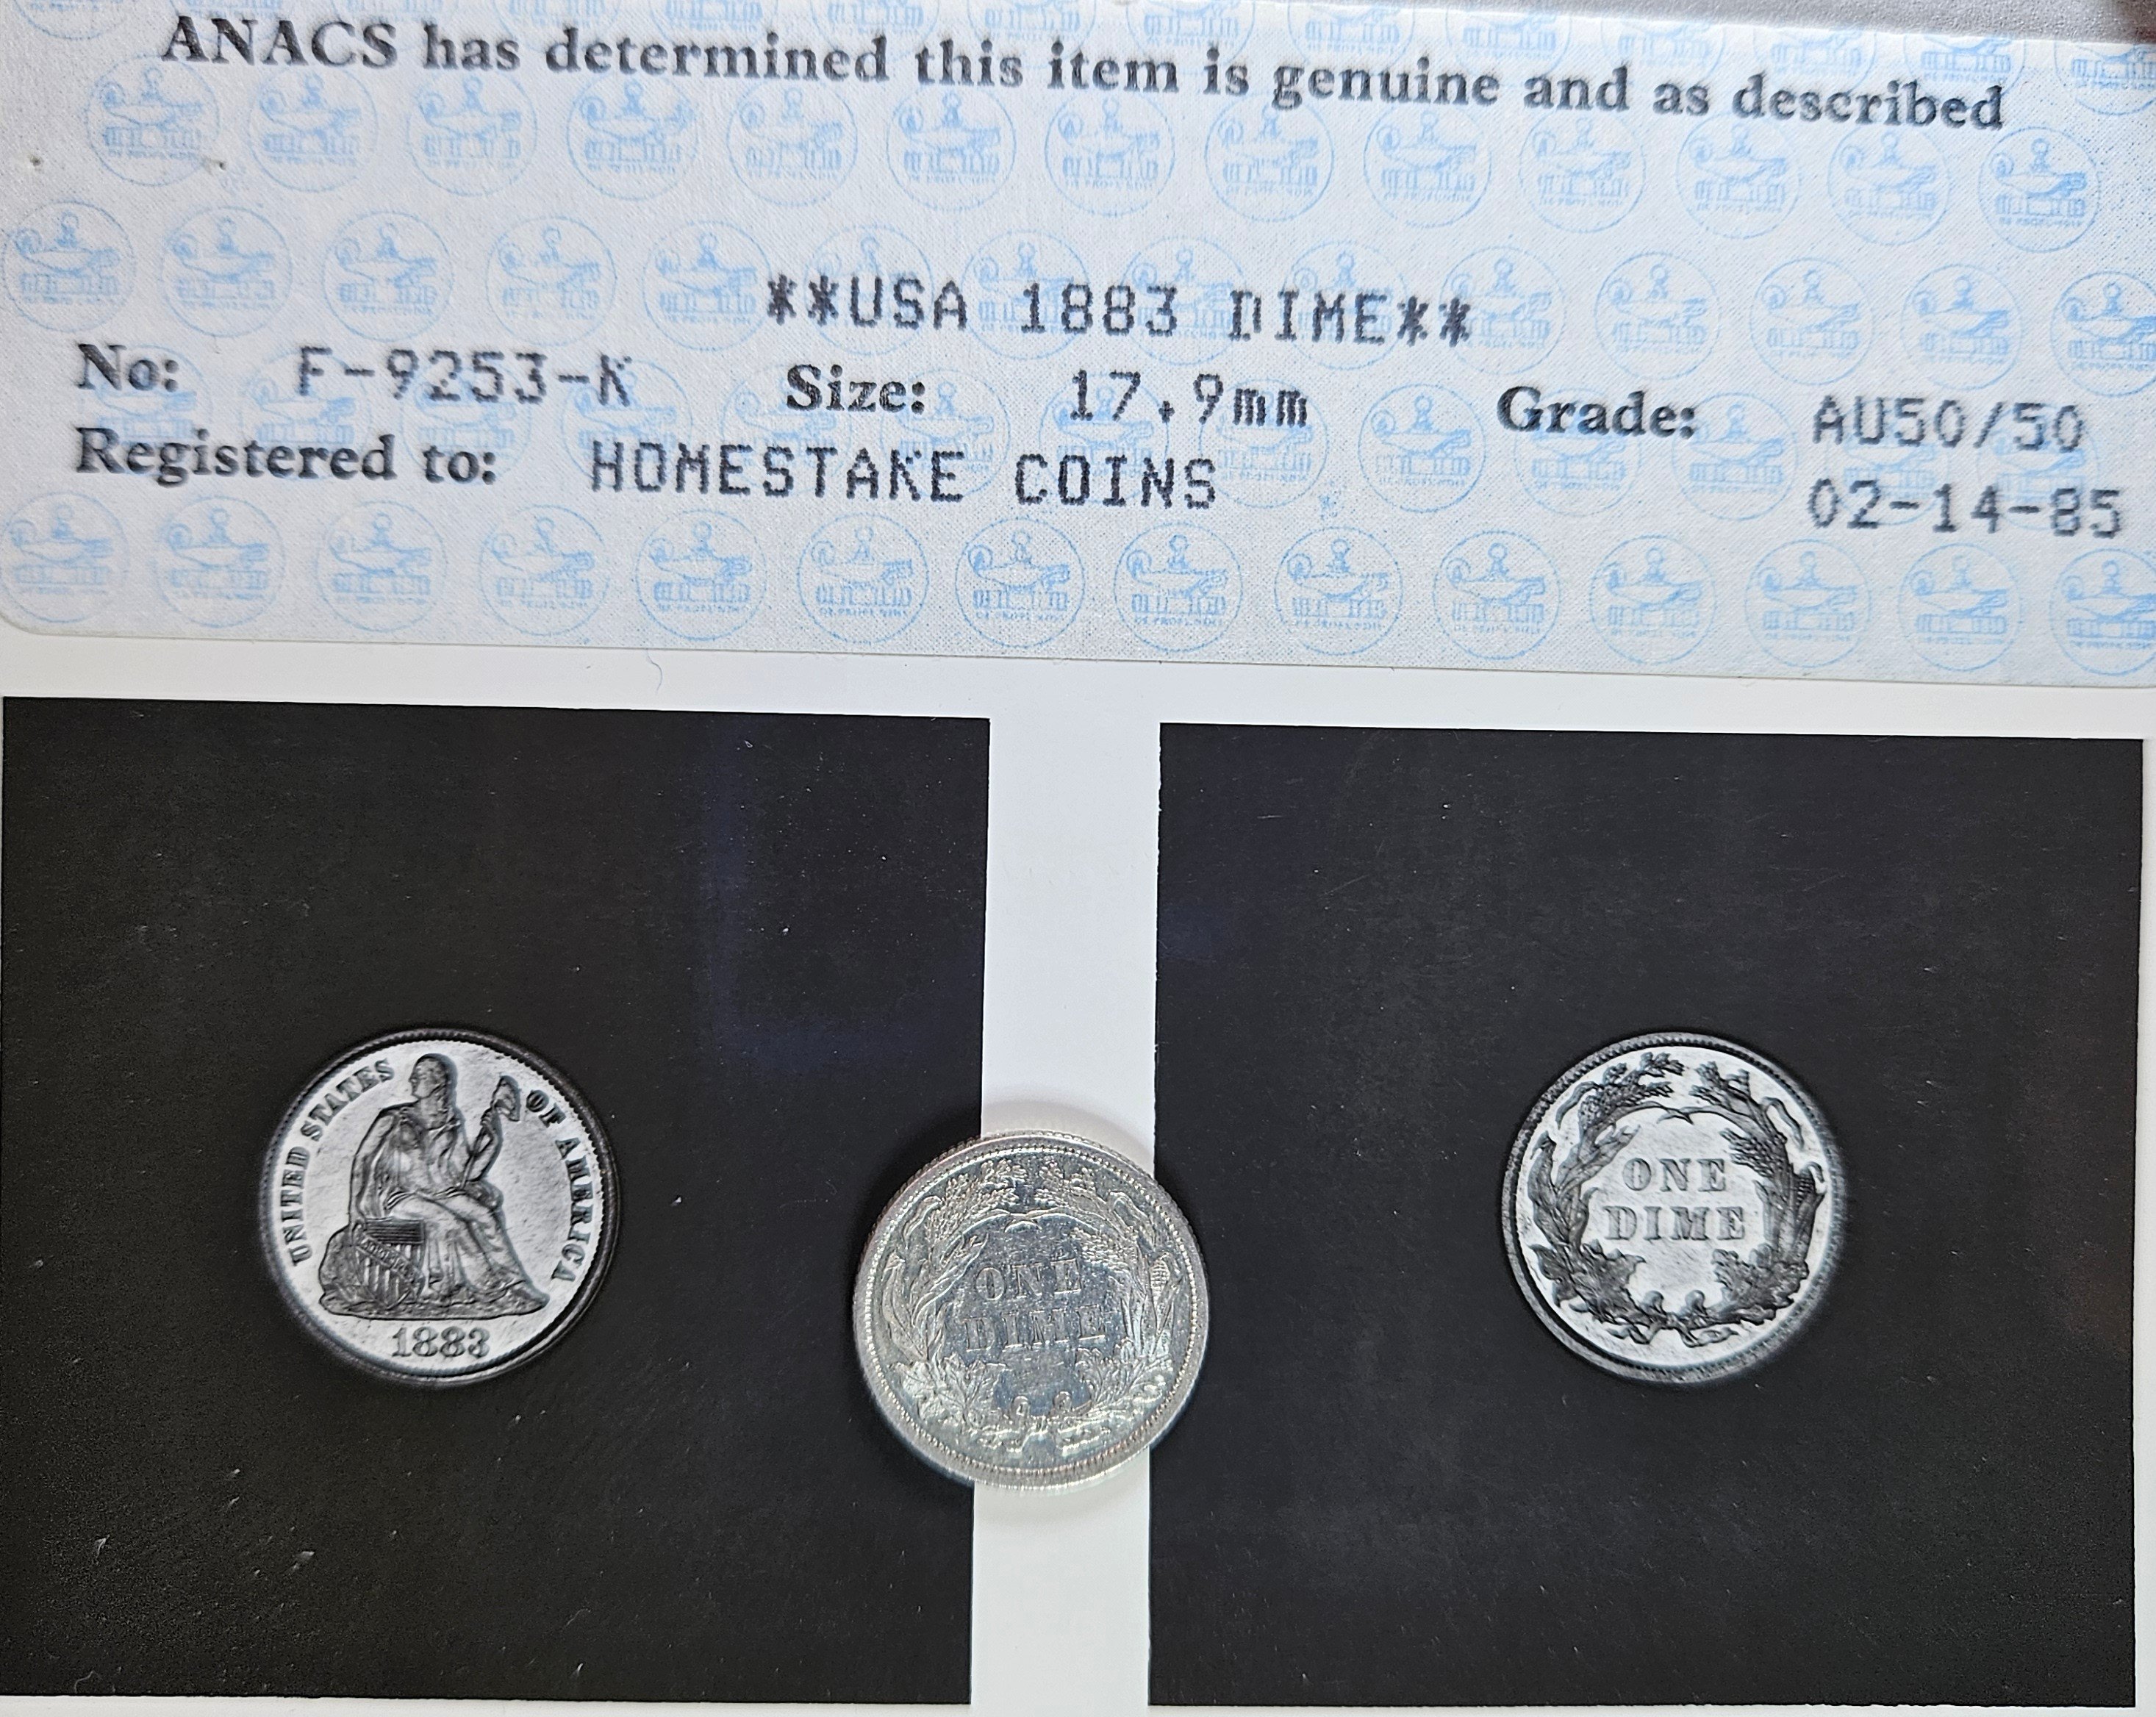 ANACS has determined this item is genuine and as described
**USA 1883 DIME**
No: F-9253-K Size: 17.9mm Grade: AU50/50
Registered to: HOMESTAKE COINS 02-14-85
UNITED STATES OF AMERICA
1883
ONE
DIME
ONE
DIME